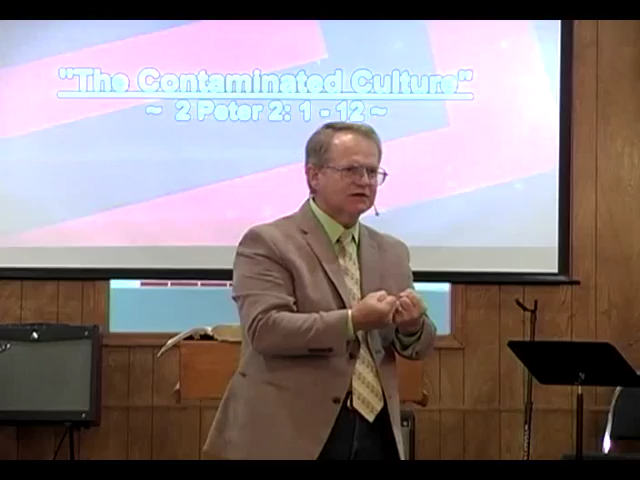 "The Contaminated Culture"
~ 2 Peter 2: 1 - 12 ~